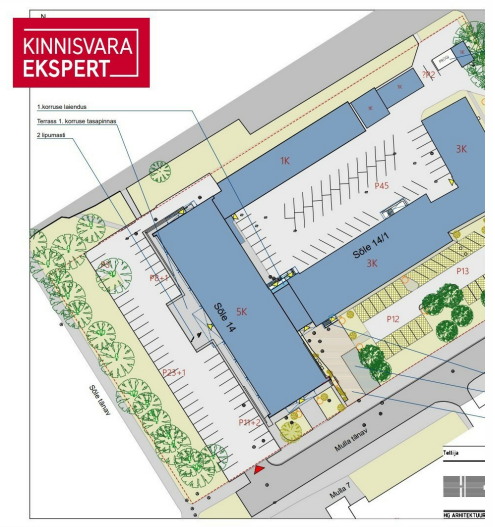 N
KINNISVARA
EKSPERT
1.korruse laiendus
Terrass 1. korruse tasapinnas
2 lipumasti
1K
3K
P45
Sõle 14/1
3K
P13
P12
P8+1
Sõle 14
5K
P23+1
P11+2
Sõle tänav
Mulla tänav
Mulla 7
Tellija
HG ARHITEKTUUR